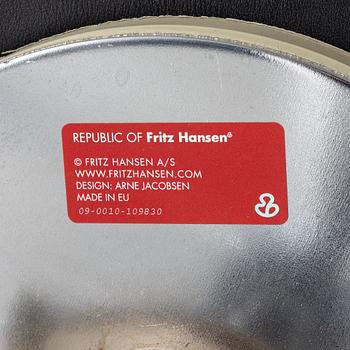 REPUBLIC OF Fritz Hansen
© FRITZ HANSEN A/S
WWW.FRITZHANSEN.COM
DESIGN: ARNE JACOBSEN
MADE IN EU
09-0010-109830